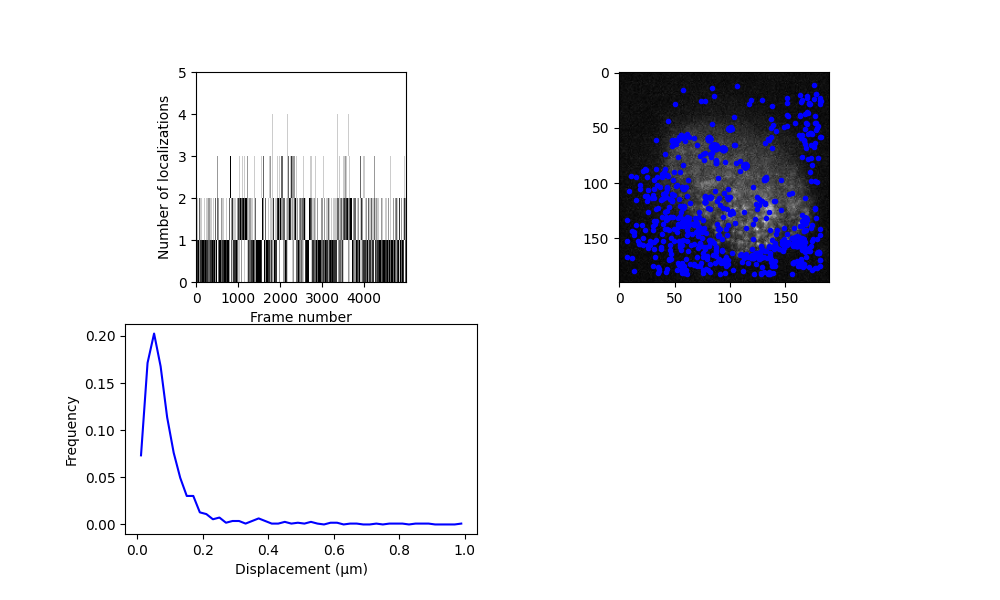 5
4
3
2
1
0
Number of localizations
0 1000 2000 3000 4000
Frame number
0
50
100
150
0 50 100 150
0.20
0.15
0.10
0.05
0.00
Frequency
0.0 0.2 0.4 0.6 0.8 1.0
Displacement (μm)